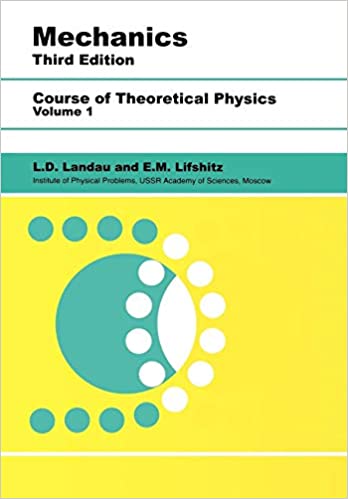 Mechanics
Third Edition
Course of Theoretical Physics
Volume 1
L.D. Landau and E.M. Lifshitz
Institute of Physical Problems, USSR Academy of Sciences, Moscow